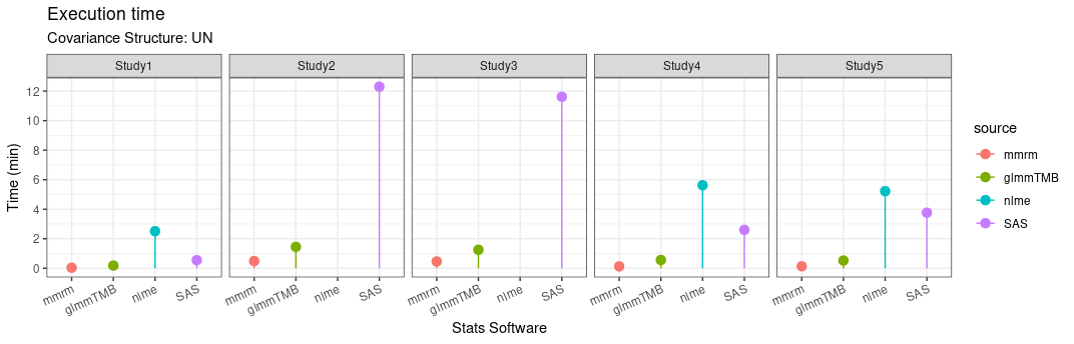 Execution time
Covariance Structure: UN
Study1 Study2 Study3 Study4 Study5
Time (min)
12
10
8
6
4
2
0
mmrm glmmTMB nlme SAS mmrm glmmTMB nlme SAS mmrm glmmTMB nlme SAS mmrm glmmTMB nlme SAS mmrm glmmTMB nlme SAS
Stats Software
source
mmrm
glmmTMB
nlme
SAS